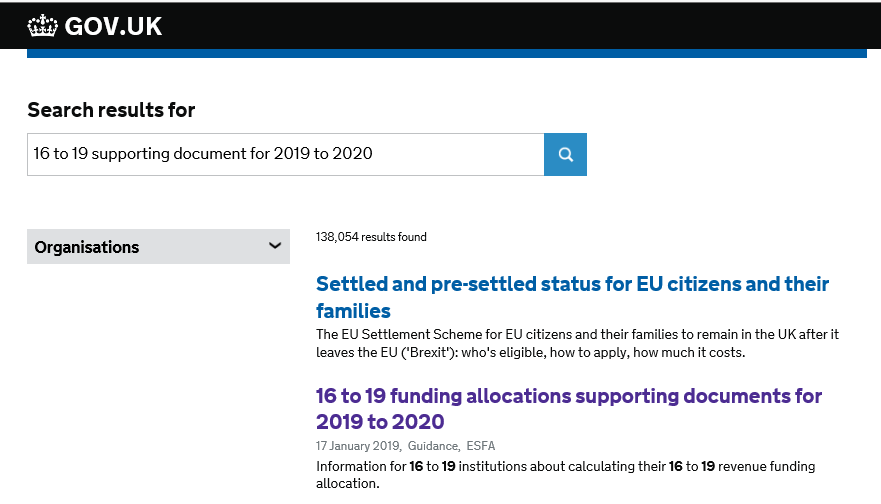 GOV.UK
Search results for
16 to 19 supporting document for 2019 to 2020
Organisations
138,054 results found
Settled and pre-settled status for EU citizens and their
families
The EU Settlement Scheme for EU citizens and their families to remain in the UK after it
leaves the EU ('Brexit'): who's eligible, how to apply, how much it costs.
16 to 19 funding allocations supporting documents for
2019 to 2020
17 January 2019, Guidance, ESFA
Information for 16 to 19 institutions about calculating their 16 to 19 revenue funding
allocation.